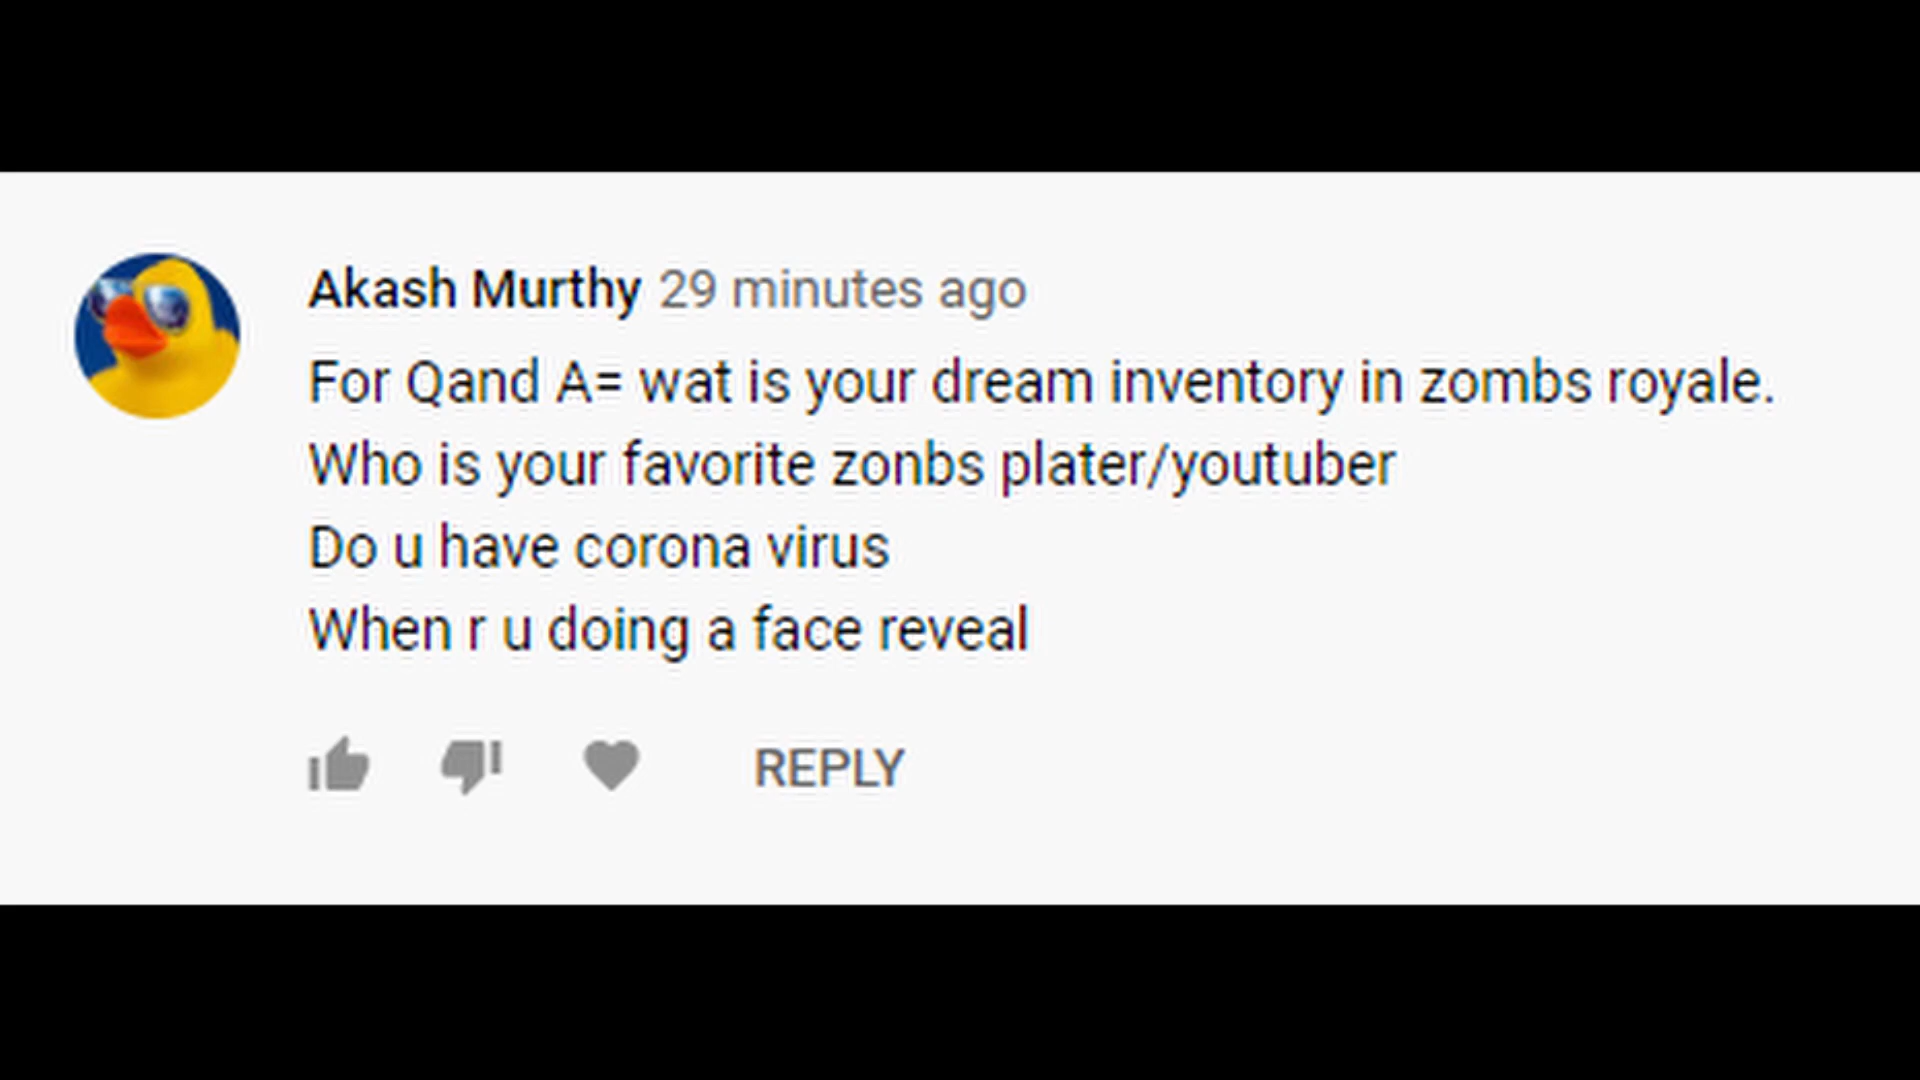 Akash Murthy 29 minutes ago
For Qand A= wat is your dream inventory in zombs royale.
Who is your favorite zonbs plater/youtuber
Do u have corona virus
When r u doing a face reveal
REPLY